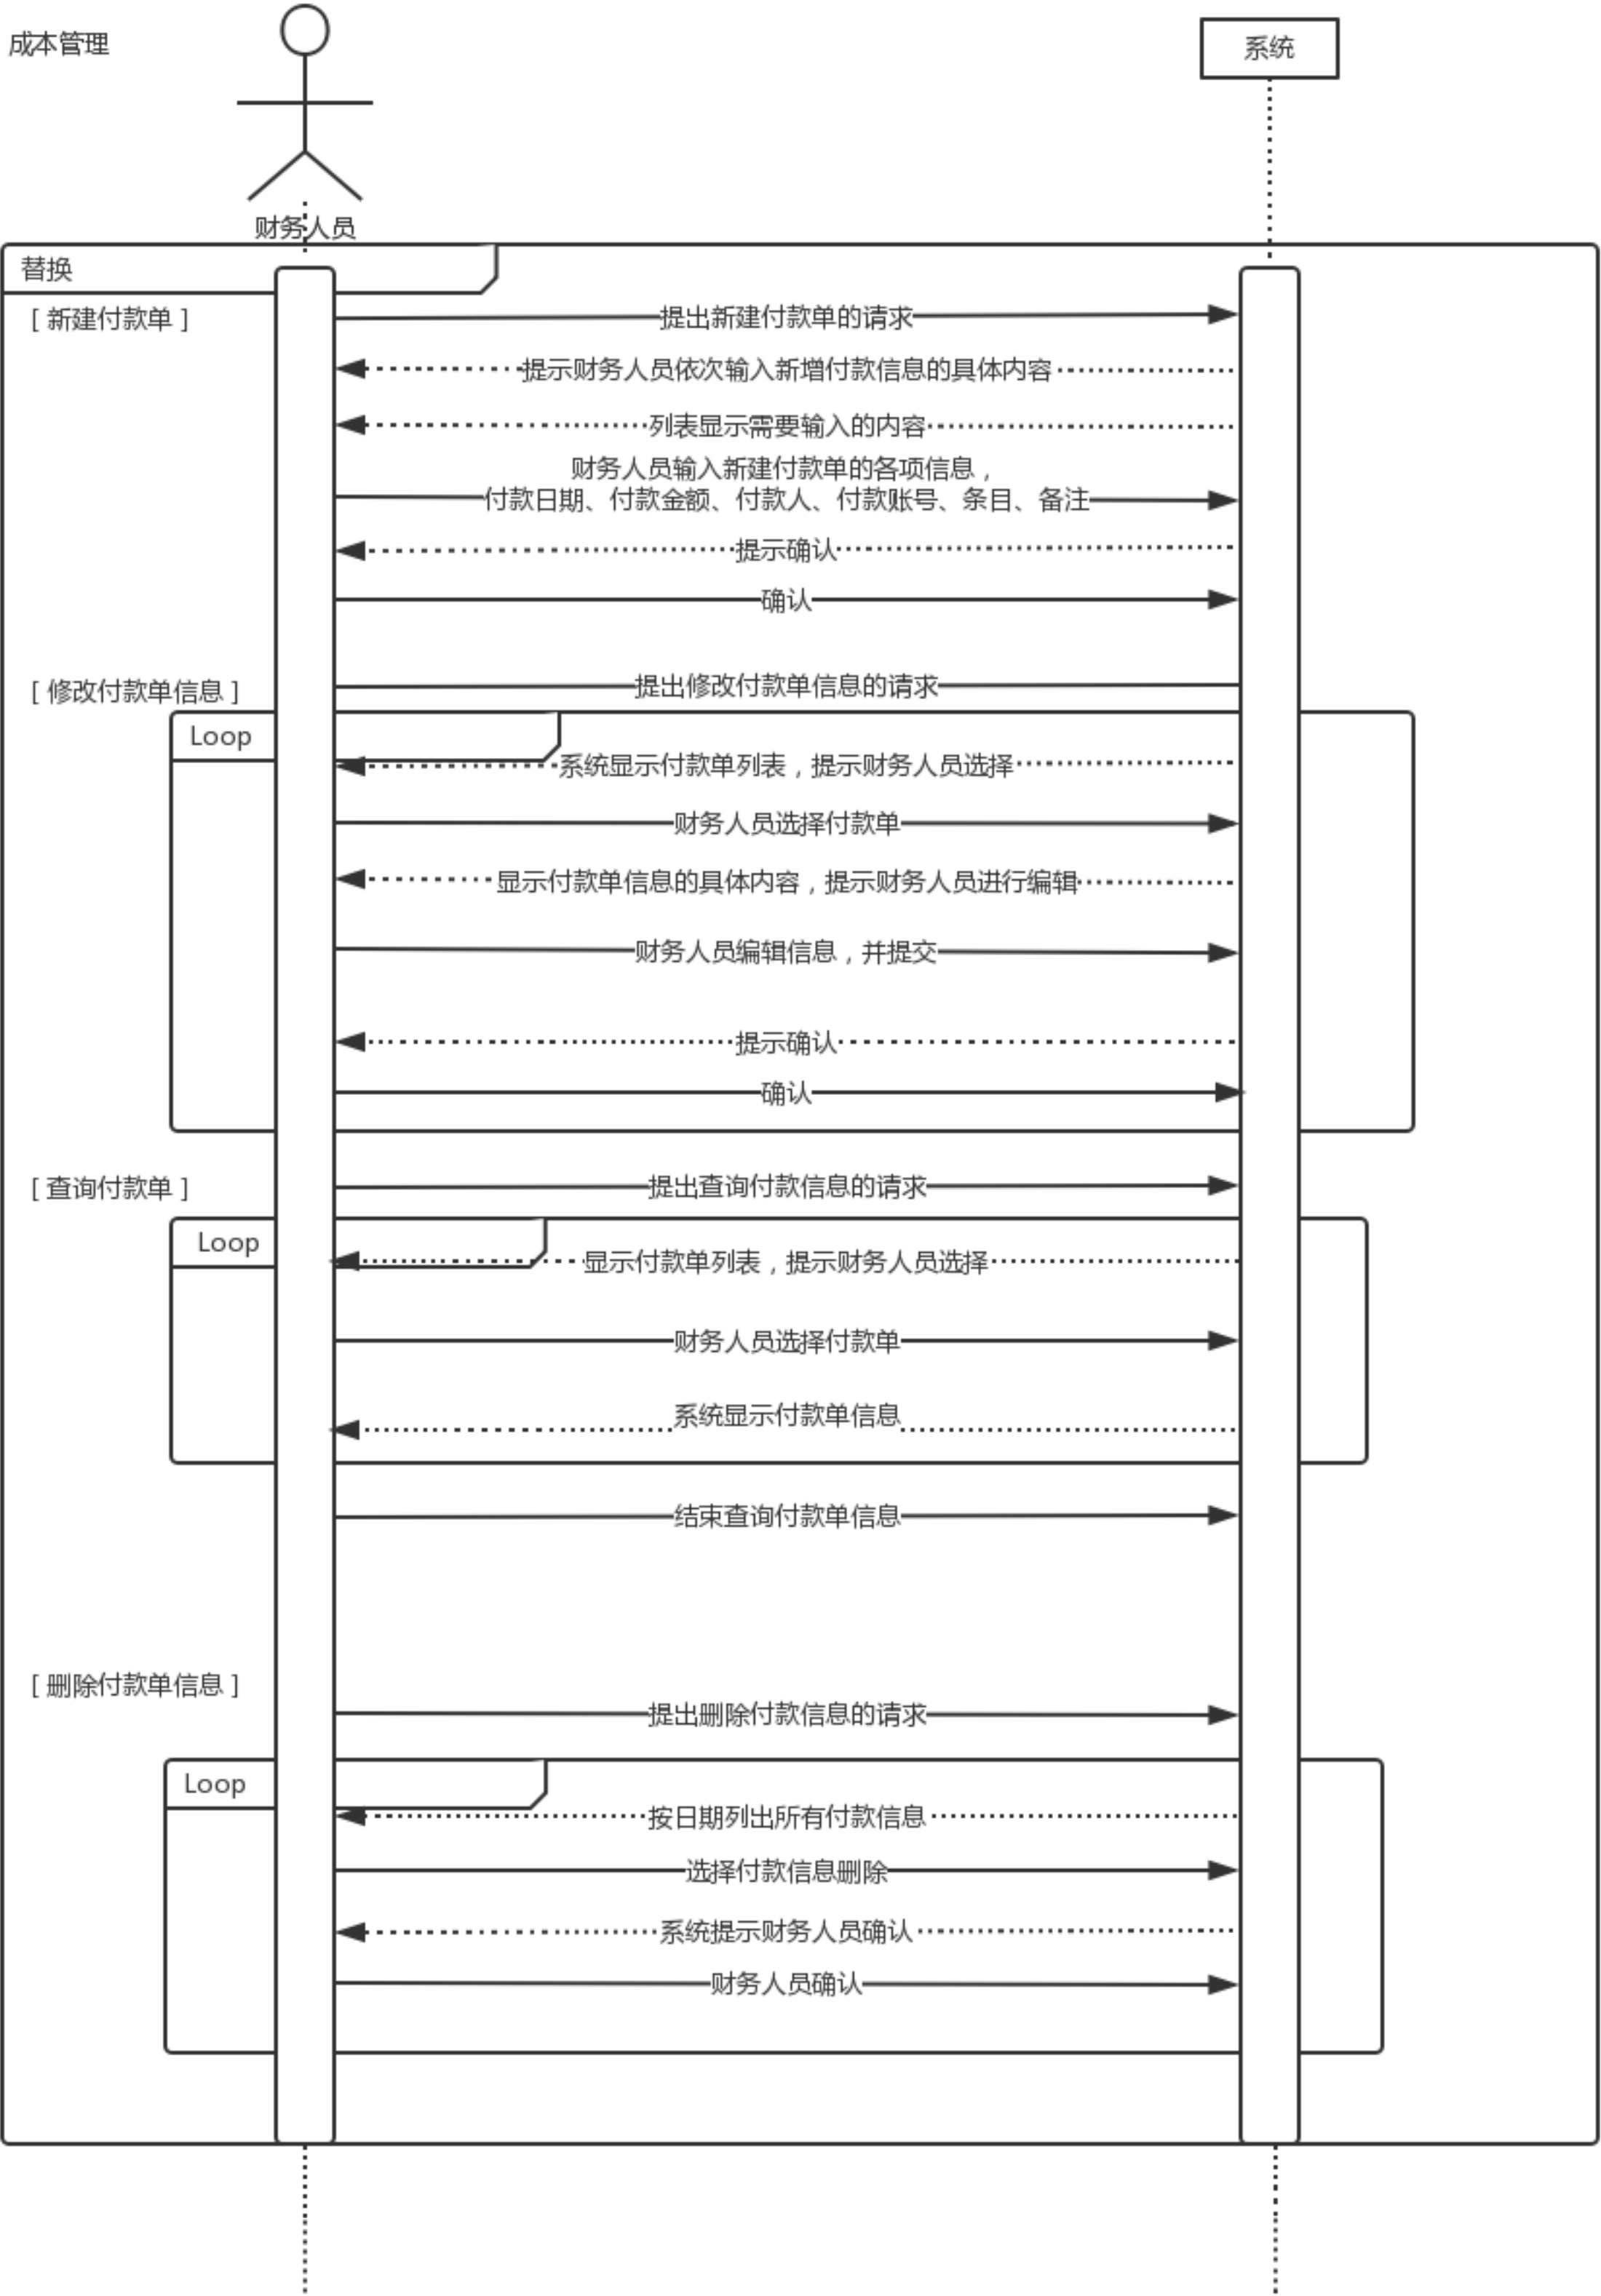 成本管理
系统
财务人员
替换
[ 新建付款单 ]
提出新建付款单的请求
提示财务人员依次输入新增付款信息的具体内容
列表显示需要输入的内容
财务人员输入新建付款单的各项信息，
付款日期、付款金额、付款人、付款账号、条目、备注
提示确认
确认
[ 修改付款单信息 ]
提出修改付款单信息的请求
Loop
系统显示付款单列表，提示财务人员选择
财务人员选择付款单
显示付款单信息的具体内容，提示财务人员进行编辑
财务人员编辑信息，并提交
提示确认
确认
[ 查询付款单 ]
提出查询付款信息的请求
Loop
显示付款单列表，提示财务人员选择
财务人员选择付款单
系统显示付款单信息
结束查询付款单信息
[ 删除付款单信息 ]
提出删除付款信息的请求
Loop
按日期列出所有付款信息
选择付款信息删除
系统提示财务人员确认
财务人员确认